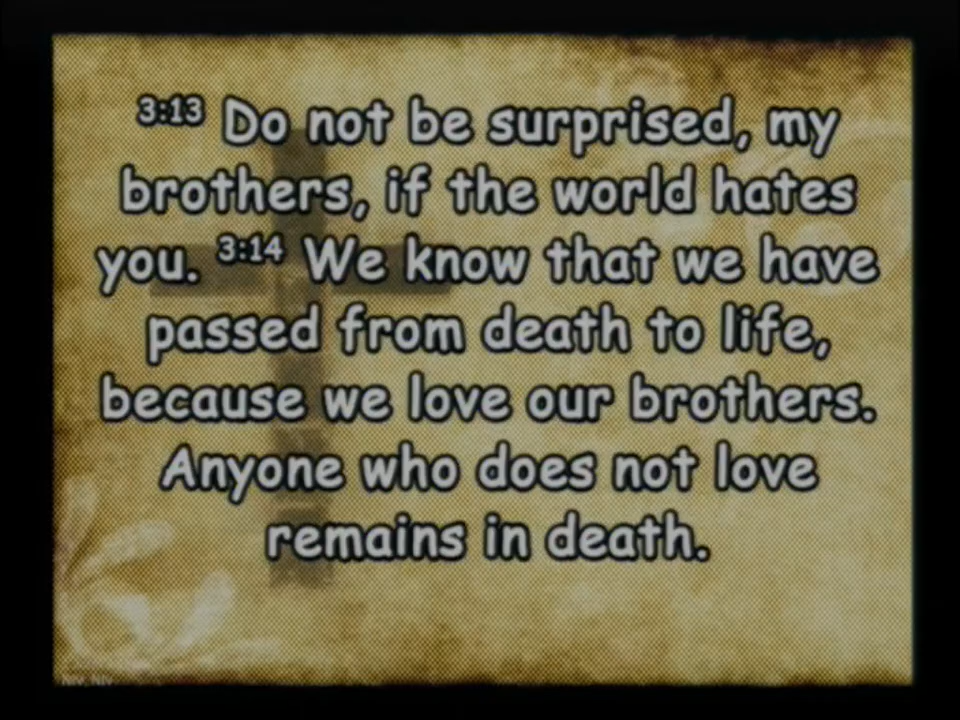 3:13 Do not be surprised, my
brothers, if the world hates
you. 3:14 We know that we have
passed from death to life,
because we love our brothers.
Anyone who does not love
remains in death.
NIV, NIV